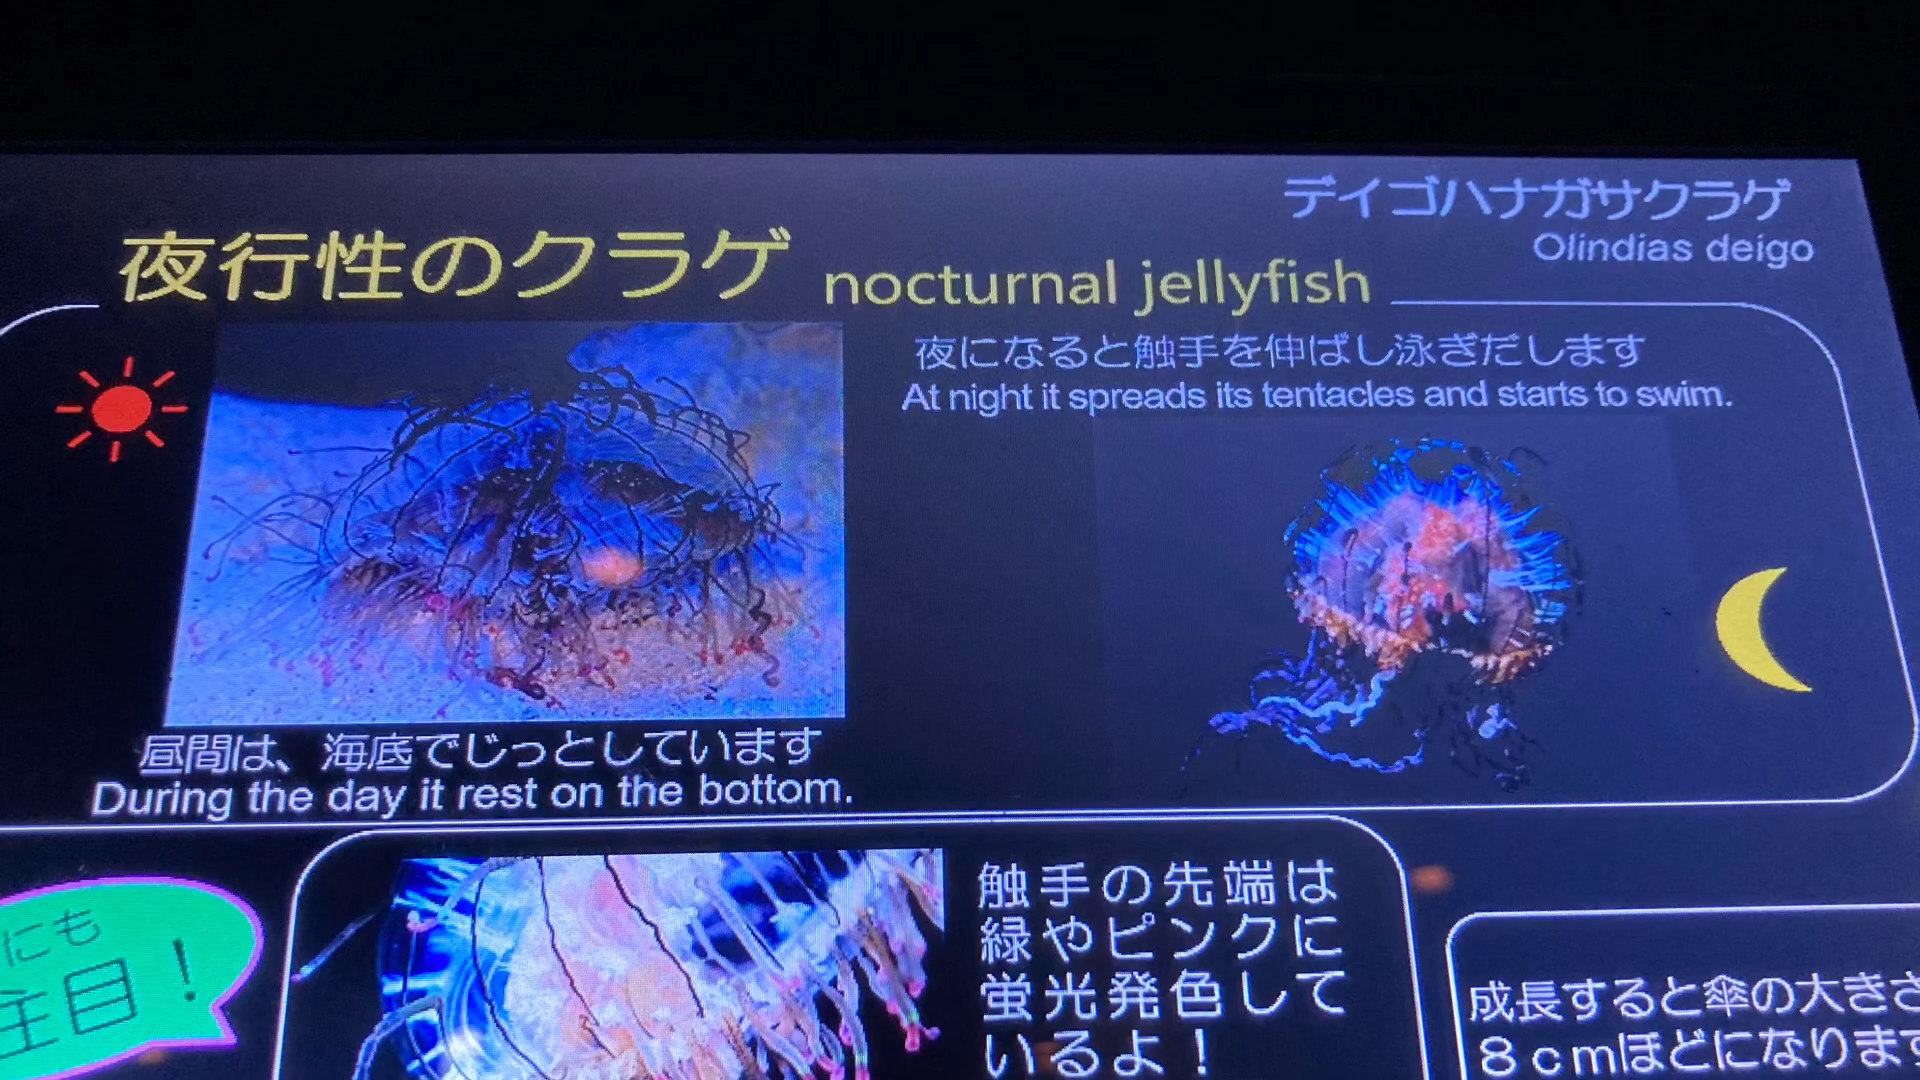 デイゴハナガサクラゲ
Olindias deigo
夜行性のクラゲ nocturnal jellyfish
夜になると触手を伸ばし泳ぎだします
At night it spreads its tentacles and starts to swim.
昼間は、海底でじっとしています
During the day it rest on the bottom.
にも
注目！
触手の先端は
緑やピンクに
蛍光発色して
いるよ！
成長すると傘の大きさ
8cmほどになります